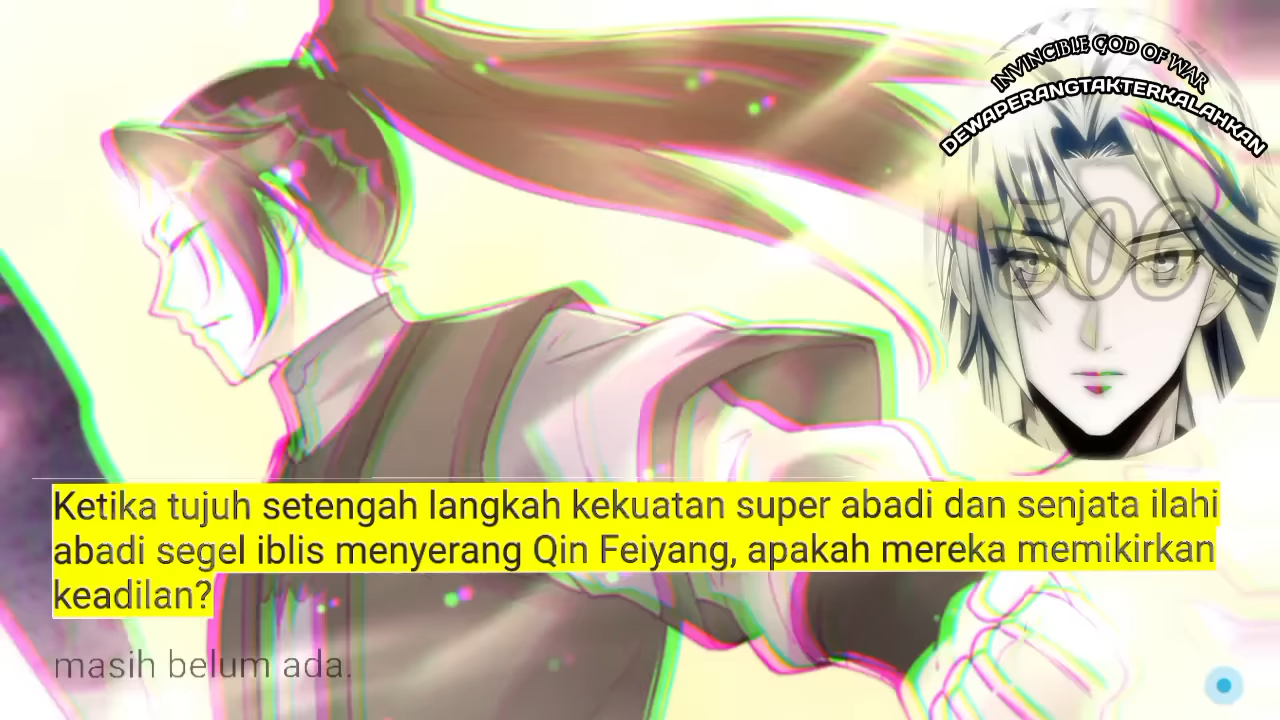 INVINCIBLE GOD OF WAR
DEWAPERANGTAKTERKALAHKAN
Ketika tujuh setengah langkah kekuatan super abadi dan senjata ilahi
abadi segel iblis menyerang Qin Feiyang, apakah mereka memikirkan
keadilan?
masih belum ada.